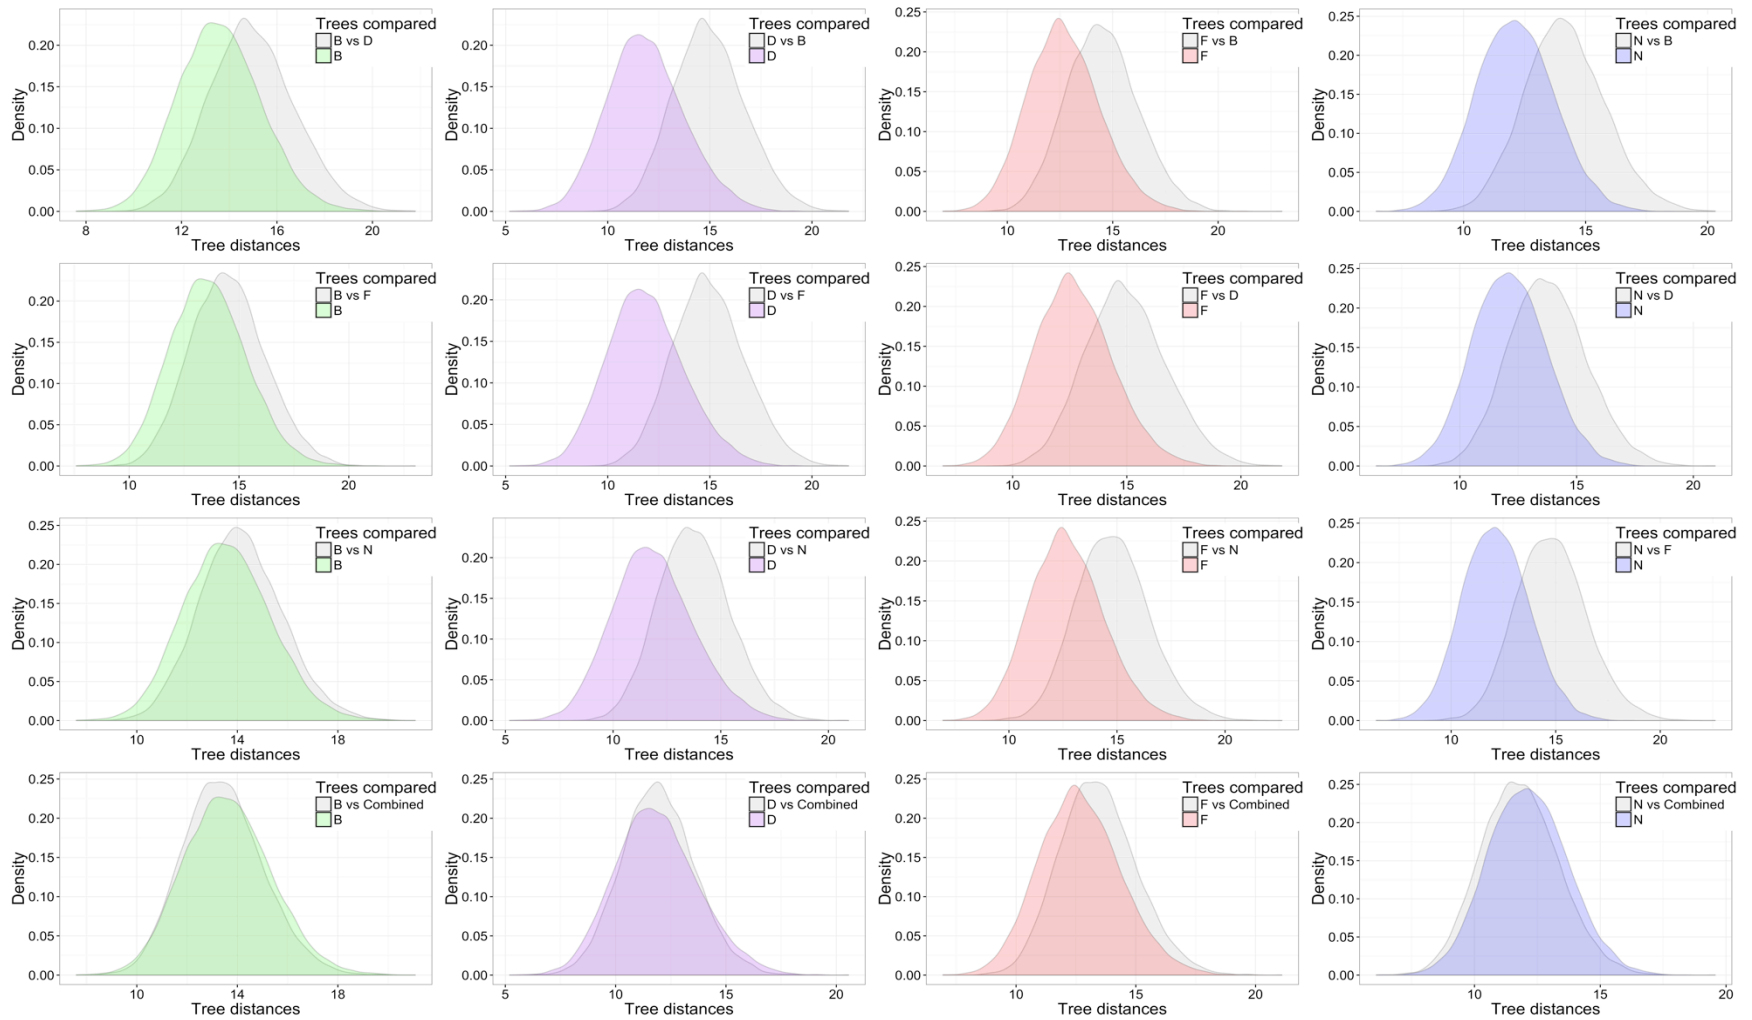 Trees compared
B vs D
B
Density
0.20
0.15
0.10
0.05
0.00
8 12 16 20
Tree distances
Trees compared
D vs B
D
Density
0.20
0.15
0.10
0.05
0.00
5 10 15 20
Tree distances
Trees compared
F vs B
F
Density
0.25
0.20
0.15
0.10
0.05
0.00
10 15 20
Tree distances
Trees compared
N vs B
N
Density
0.25
0.20
0.15
0.10
0.05
0.00
10 15 20
Tree distances
Trees compared
B vs F
B
Density
0.20
0.15
0.10
0.05
0.00
10 15 20
Tree distances
Trees compared
D vs F
D
Density
0.20
0.15
0.10
0.05
0.00
5 10 15 20
Tree distances
Trees compared
F vs D
F
Density
0.25
0.20
0.15
0.10
0.05
0.00
10 15 20
Tree distances
Trees compared
N vs D
N
Density
0.25
0.20
0.15
0.10
0.05
0.00
10 15 20
Tree distances
Trees compared
B vs N
B
Density
0.25
0.20
0.15
0.10
0.05
0.00
10 14 18
Tree distances
Trees compared
D vs N
D
Density
0.20
0.15
0.10
0.05
0.00
5 10 15 20
Tree distances
Trees compared
F vs N
F
Density
0.25
0.20
0.15
0.10
0.05
0.00
10 15 20
Tree distances
Trees compared
N vs F
N
Density
0.25
0.20
0.15
0.10
0.05
0.00
10 15 20
Tree distances
Trees compared
B vs Combined
B
Density
0.25
0.20
0.15
0.10
0.05
0.00
10 14 18
Tree distances
Trees compared
D vs Combined
D
Density
0.25
0.20
0.15
0.10
0.05
0.00
5 10 15 20
Tree distances
Trees compared
F vs Combined
F
Density
0.25
0.20
0.15
0.10
0.05
0.00
10 15 20
Tree distances
Trees compared
N vs Combined
N
Density
0.25
0.20
0.15
0.10
0.05
0.00
10 15 20
Tree distances